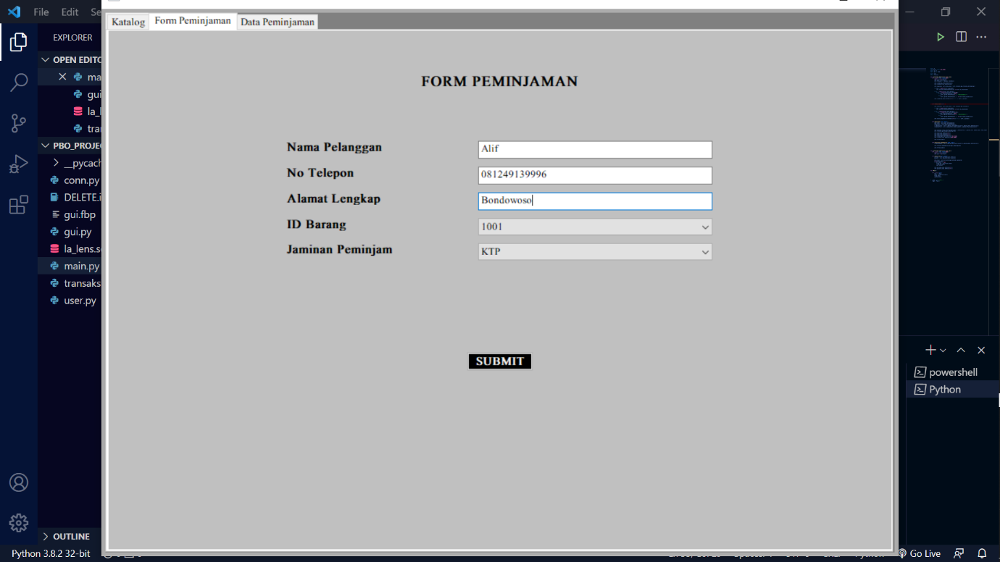 File Edit Se
EXPLORER
OPEN EDITO
ma
gui
la_l
tra
PBO_PROJE
__pycach
conn.py
DELETE.i
gui.fbp
gui.py
la_lens.s
main.py
transaks
user.py
OUTLINE
Python 3.8.2 32-bit
Katalog Form Peminjaman Data Peminjaman
FORM PEMINJAMAN
Nama Pelanggan Alif
No Telepon 081249139996
Alamat Lengkap Bondowoso
ID Barang 1001
Jaminan Peminjam KTP
SUBMIT
powershell
Python
Go Live